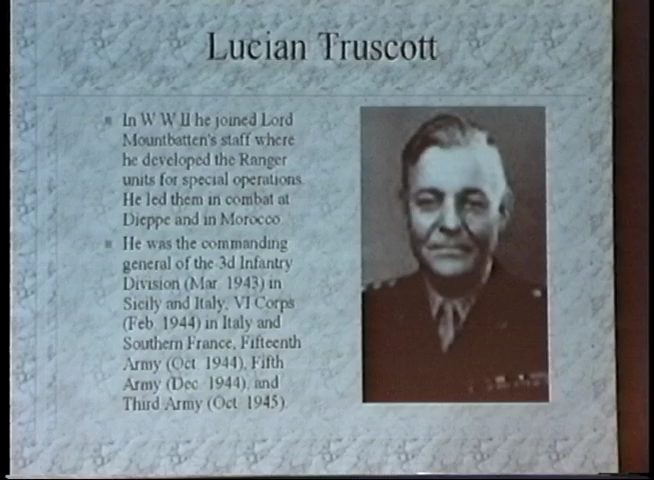 Lucian Truscott
In W W II he joined Lord
Mountbatten's staff where
he developed the Ranger
units for special operations.
He led them in combat at
Dieppe and in Morocco
He was the commanding
general of the 3d Infantry
Division (Mar. 1943) in
Sicily and Italy, VI Corps
(Feb. 1944) in Italy and
Southern France, Fifteenth
Army (Oct. 1944), Fifth
Army (Dec. 1944), and
Third Army (Oct. 1945).